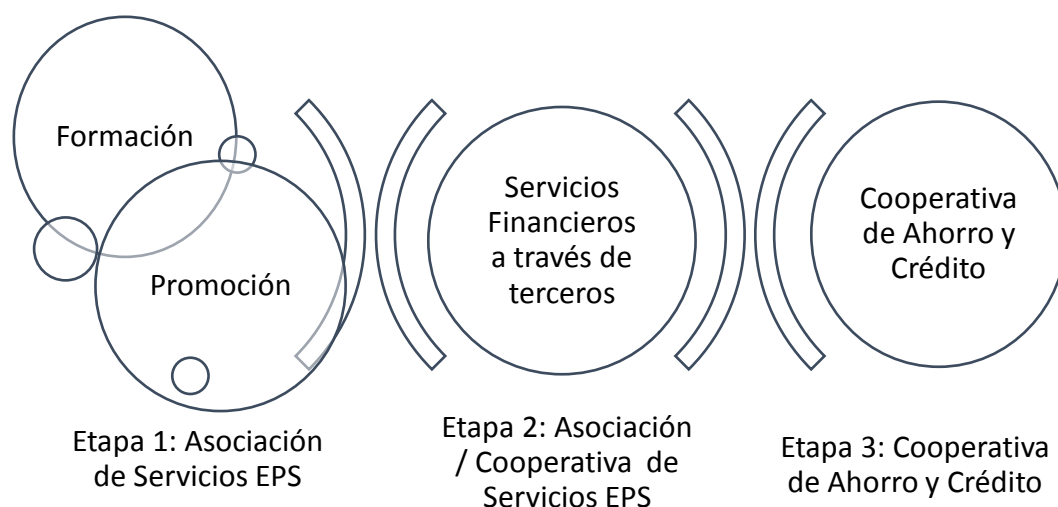 Formación
Promoción
Etapa 1: Asociación
de Servicios EPS
Servicios
Financieros
a través de
terceros
Etapa 2: Asociación
/ Cooperativa de
Servicios EPS
Cooperativa
de Ahorro y
Crédito
Etapa 3: Cooperativa
de Ahorro y Crédito